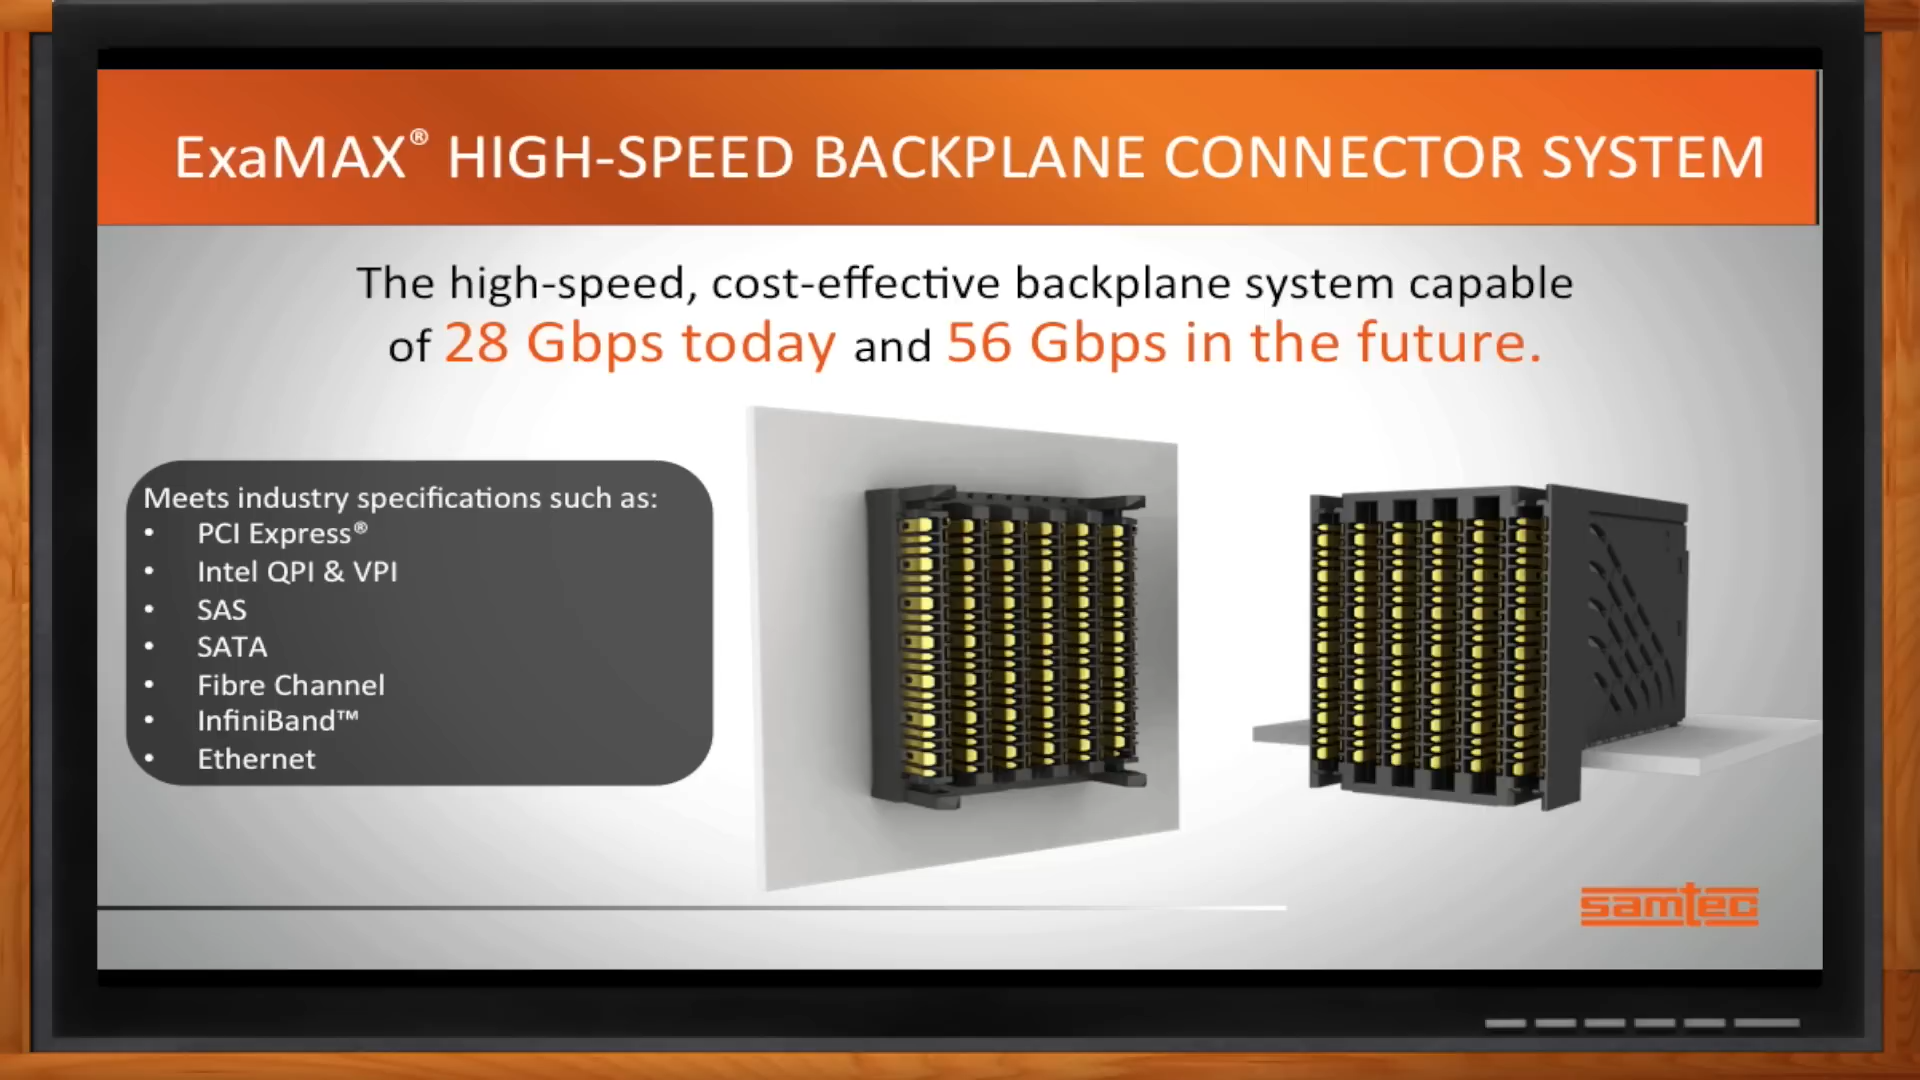 ExaMAX® HIGH-SPEED BACKPLANE CONNECTOR SYSTEM
The high-speed, cost-effective backplane system capable
of 28 Gbps today and 56 Gbps in the future.
Meets industry specifications such as:
• PCI Express®
• Intel QPI & VPI
• SAS
• SATA
• Fibre Channel
• InfiniBand™
• Ethernet
samtec